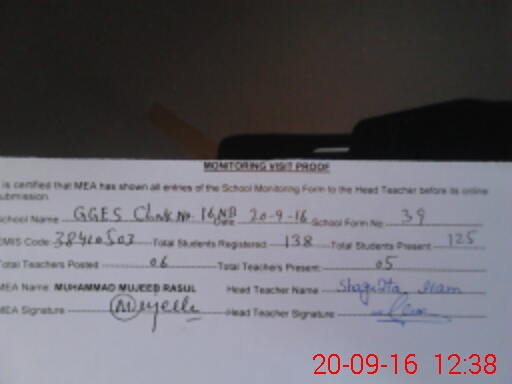 MONITORING VISIT PROOF
is certified that MEA has shown all entries of the School Monitoring Form to the Head Teacher before its online
submission.
School Name GGES Chak No. 16 NB Date 20-9-16 School Form No 39
EMIS Code 38410503 Total Students Registered 138 Total Students Present 125
Total Teachers Posted 06 Total Teachers Present 05
MEA Name: MUHAMMAD MUJEEB RASUL Head Teacher Name Shagufta
MEA Signature Head Teacher Signature
20-09-16 12:38